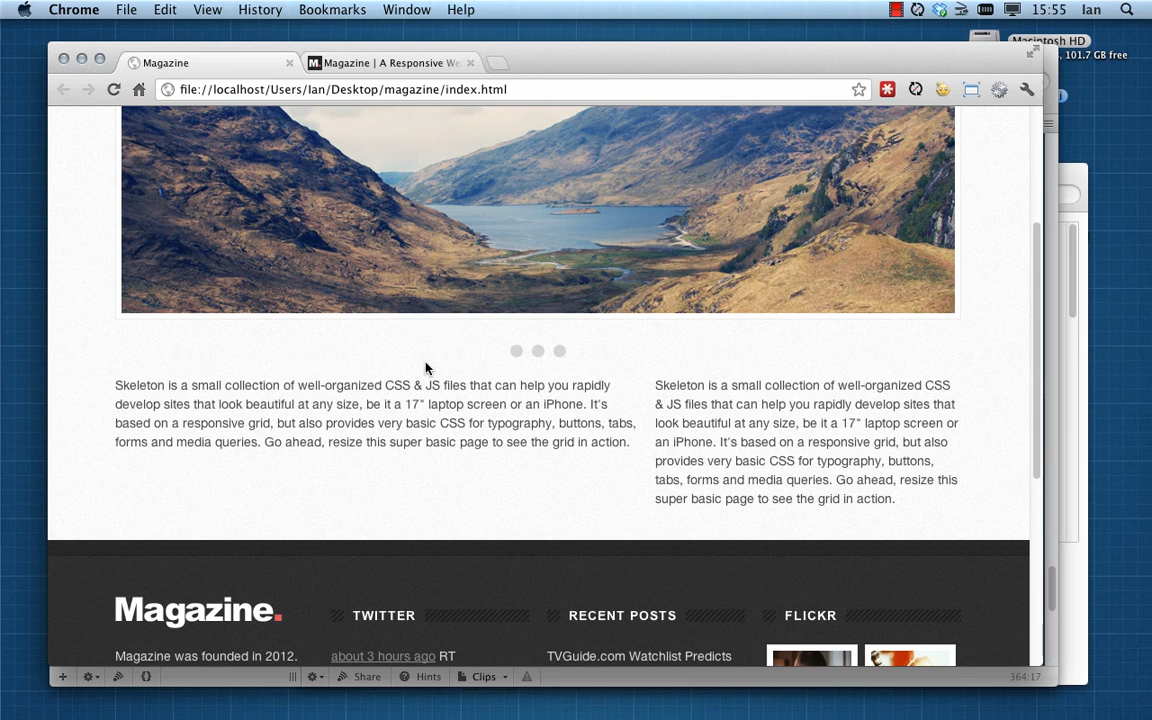 Chrome File Edit View History Bookmarks Window Help 15:55 Ian
Macintosh HD
, 101.7 GB free
Magazine
M. Magazine | A Responsive We
file://localhost/Users/Ian/Desktop/magazine/index.html
Skeleton is a small collection of well-organized CSS & JS files that can help you rapidly
develop sites that look beautiful at any size, be it a 17" laptop screen or an iPhone. It's
based on a responsive grid, but also provides very basic CSS for typography, buttons, tabs,
forms and media queries. Go ahead, resize this super basic page to see the grid in action.
Skeleton is a small collection of well-organized CSS
& JS files that can help you rapidly develop sites that
look beautiful at any size, be it a 17" laptop screen or
an iPhone. It's based on a responsive grid, but also
provides very basic CSS for typography, buttons,
tabs, forms and media queries. Go ahead, resize this
super basic page to see the grid in action.
Magazine.
Magazine was founded in 2012.
TWITTER
about 3 hours ago RT
RECENT POSTS
TVGuide.com Watchlist Predicts
FLICKR
Share Hints Clips 364:17